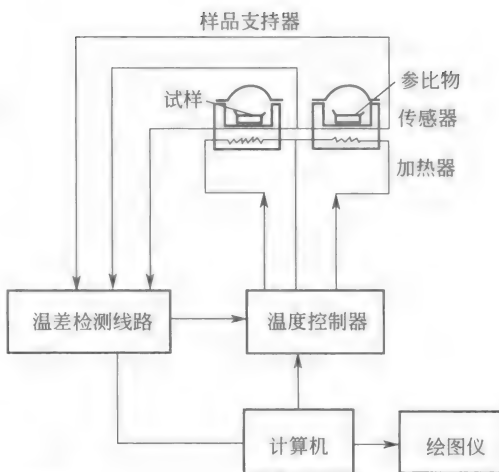 样品支持器
试样
参比物
传感器
加热器
温差检测线路
温度控制器
计算机
绘图仪